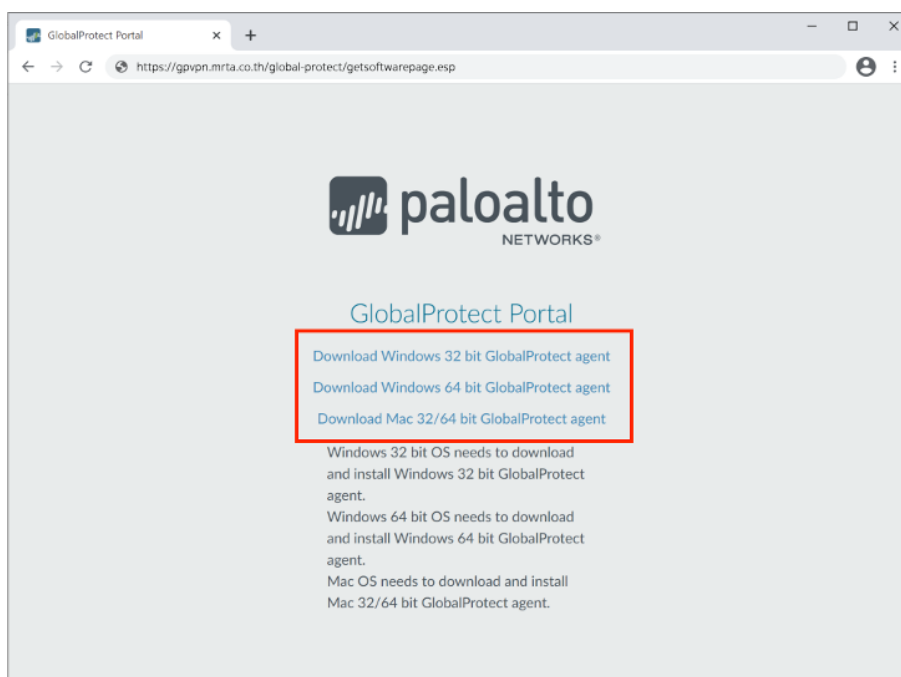 GlobalProtect Portal
https://gpvpn.mrta.co.th/global-protect/getsoftwarepage.esp
paloalto
NETWORKS®
GlobalProtect Portal
Download Windows 32 bit GlobalProtect agent
Download Windows 64 bit GlobalProtect agent
Download Mac 32/64 bit GlobalProtect agent
Windows 32 bit OS needs to download
and install Windows 32 bit GlobalProtect
agent.
Windows 64 bit OS needs to download
and install Windows 64 bit GlobalProtect
agent.
Mac OS needs to download and install
Mac 32/64 bit GlobalProtect agent.